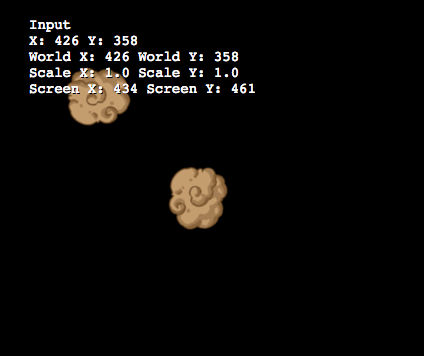 Input
X: 426 Y: 358
World X: 426 World Y: 358
Scale X: 1.0 Scale Y: 1.0
Screen X: 434 Screen Y: 461